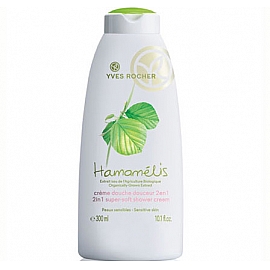 YVES ROCHER
Hamamélis
Extrait issu de l'Agriculture Biologique
Organically Grown Extract
crème douche douceur 2en1
2in1 super-soft shower cream
Peaux sensibles - Sensitive skin
e 300 ml 10.1 fl.oz.